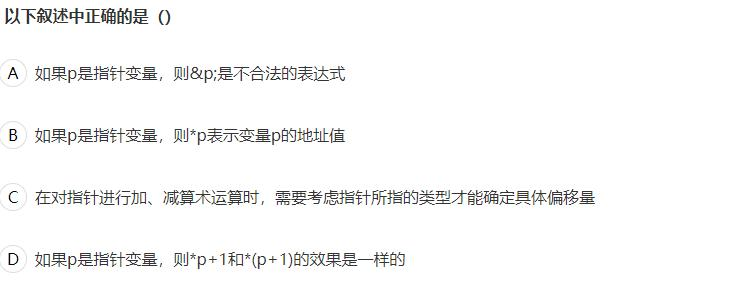 以下叙述中正确的是（）
A 如果p是指针变量，则&p;是不合法的表达式
B 如果p是指针变量，则*p表示变量p的地址值
C 在对指针进行加、减算术运算时，需要考虑指针所指的类型才能确定具体偏移量
D 如果p是指针变量，则*p+1和*(p+1)的效果是一样的